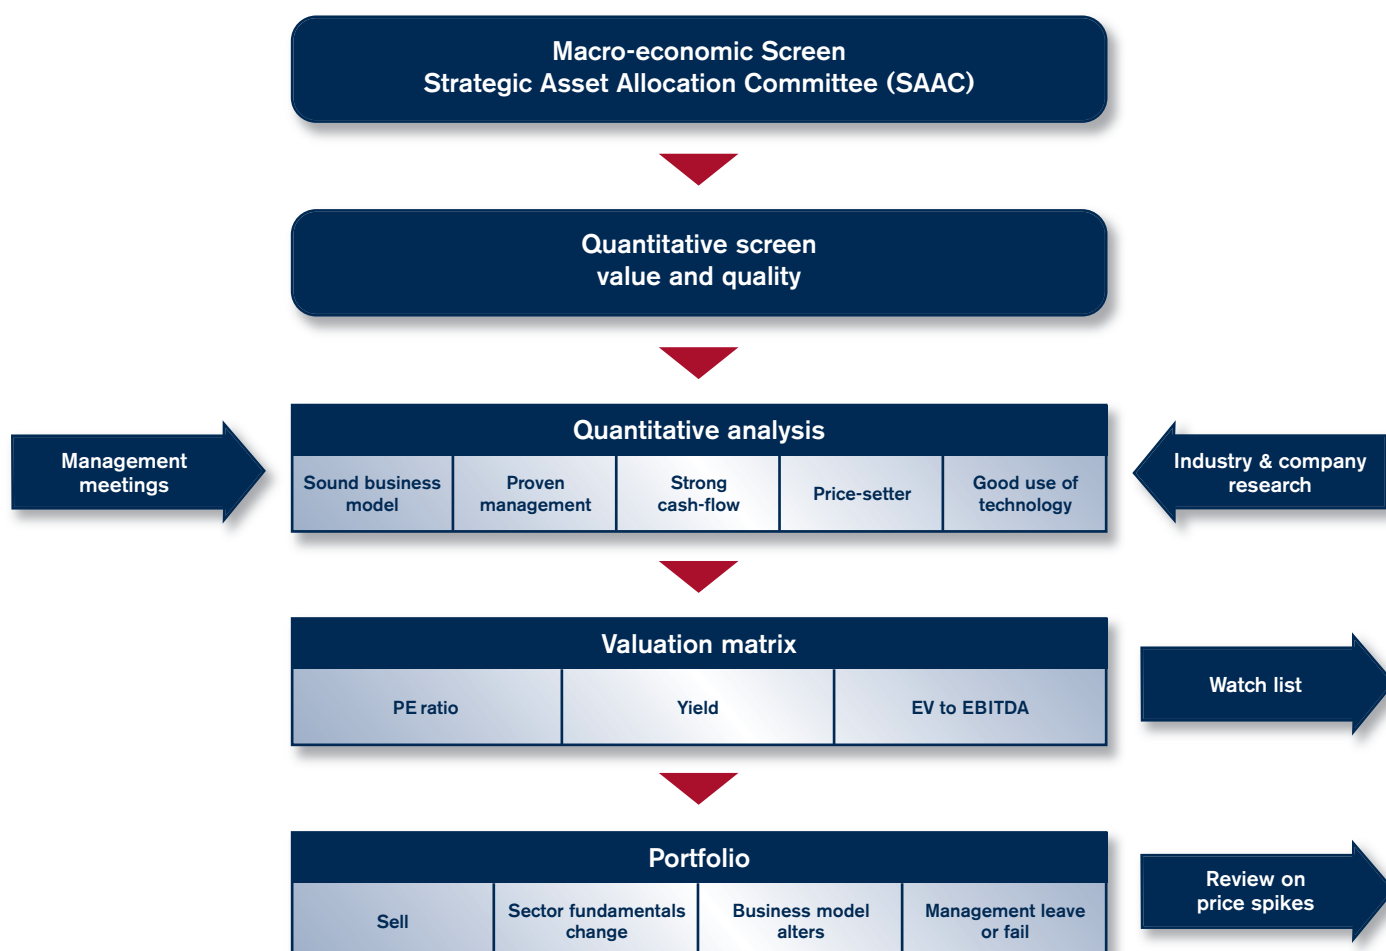 Macro-economic Screen
Strategic Asset Allocation Committee (SAAC)
Quantitative screen
value and quality
Management
meetings
Quantitative analysis
Sound business
model
Proven
management
Strong
cash-flow
Price-setter
Good use of
technology
Industry & company
research
Valuation matrix
PE ratio
Yield
EV to EBITDA
Watch list
Portfolio
Sell
Sector fundamentals
change
Business model
alters
Management leave
or fail
Review on
price spikes